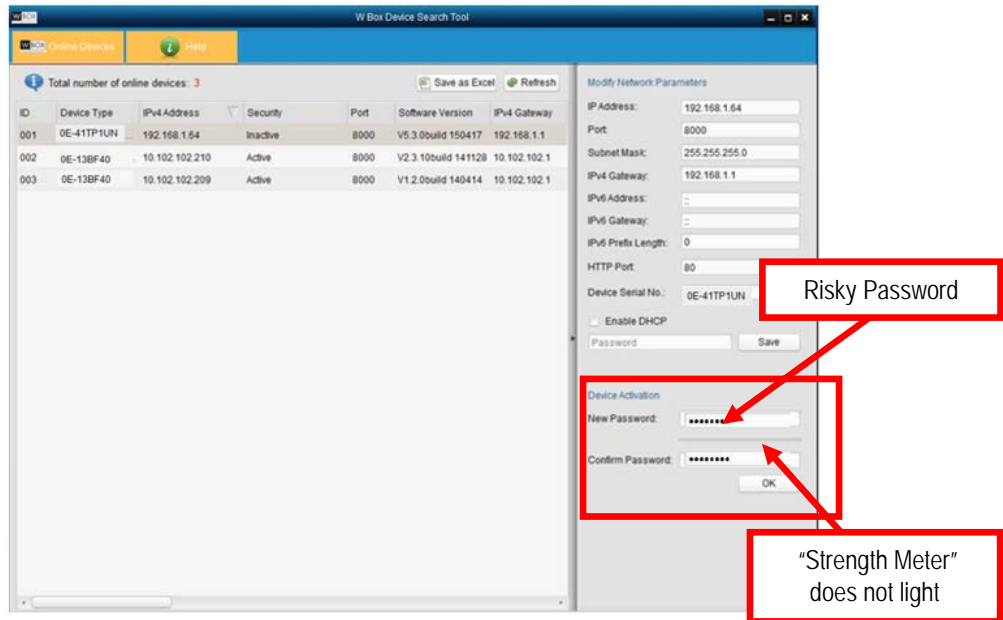 W BOX
W Box Device Search Tool
W BOX Online Devices
Help
Total number of online devices: 3
Save as Excel
Refresh
ID Device Type IPv4 Address Security Port Software Version IPv4 Gateway
001 0E-41TP1UN 192.168.1.64 Inactive 8000 V5.3.0build 150417 192.168.1.1
002 0E-13BF40 10.102.102.210 Active 8000 V2.3.10build 141128 10.102.102.1
003 0E-13BF40 10.102.102.209 Active 8000 V1.2.0build 140414 10.102.102.1
Modify Network Parameters
IP Address: 192.168.1.64
Port: 8000
Subnet Mask: 255.255.255.0
IPv4 Gateway: 192.168.1.1
IPv6 Address: ::
IPv6 Gateway: ::
IPv6 Prefix Length: 0
HTTP Port: 80
Device Serial No.: 0E-41TP1UN
Enable DHCP
Password
Save
Risky Password
Device Activation
New Password:
Confirm Password:
OK
“Strength Meter”
does not light